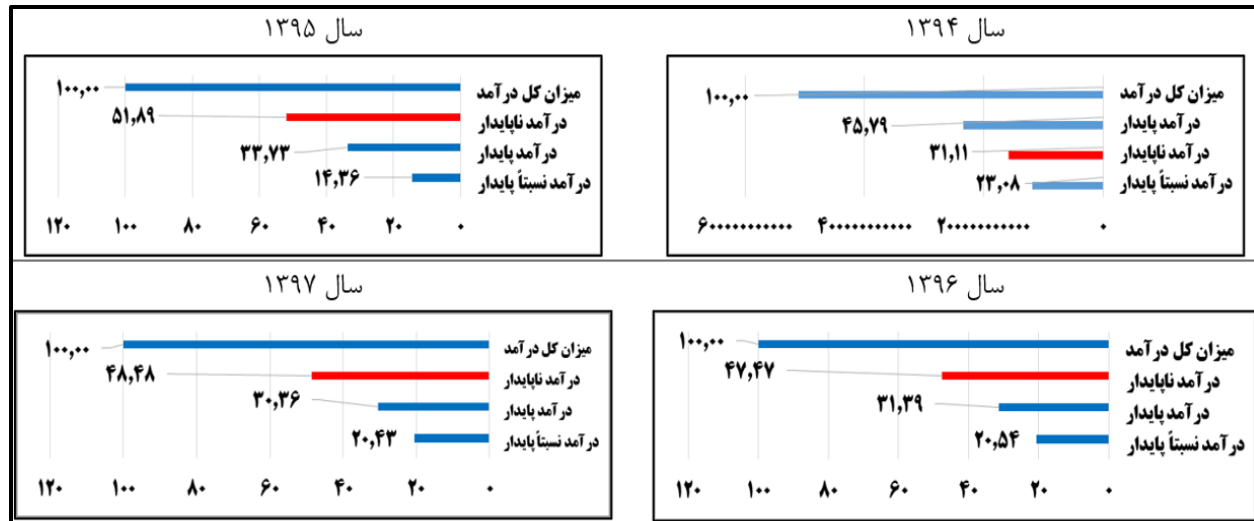 سال ۱۳۹۴
۱۰۰,۰۰ میزان کل درآمد
۴۵,۷۹ درآمد پایدار
۳۱,۱۱ درآمد ناپایدار
۲۳,۰۸ درآمد نسبتاً پایدار
۶۰۰۰۰۰۰۰۰۰۰ ۴۰۰۰۰۰۰۰۰۰۰ ۲۰۰۰۰۰۰۰۰۰۰ ۰
سال ۱۳۹۵
۱۰۰,۰۰ میزان کل درآمد
۵۱,۸۹ درآمد ناپایدار
۳۳,۷۳ درآمد پایدار
۱۴,۳۶ درآمد نسبتاً پایدار
۱۲۰ ۱۰۰ ۸۰ ۶۰ ۴۰ ۲۰ ۰
سال ۱۳۹۶
۱۰۰,۰۰ میزان کل درآمد
۴۷,۴۷ درآمد ناپایدار
۳۱,۳۹ درآمد پایدار
۲۰,۵۴ درآمد نسبتاً پایدار
۱۲۰ ۱۰۰ ۸۰ ۶۰ ۴۰ ۲۰ ۰
سال ۱۳۹۷
۱۰۰,۰۰ میزان کل درآمد
۴۸,۴۸ درآمد ناپایدار
۳۰,۳۶ درآمد پایدار
۲۰,۴۳ درآمد نسبتاً پایدار
۱۲۰ ۱۰۰ ۸۰ ۶۰ ۴۰ ۲۰ ۰